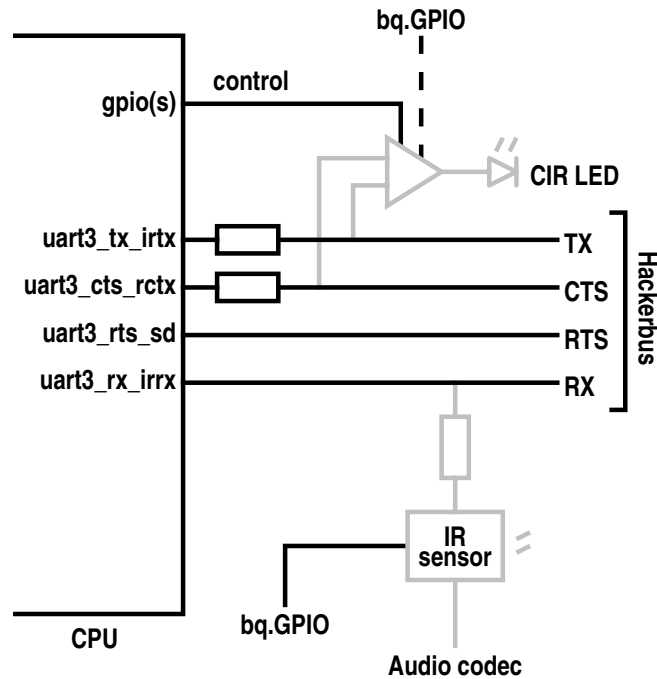 bq.GPIO
control
gpio(s)
CIR LED
uart3_tx_irtx
TX
uart3_cts_rctx
CTS
Hackerbus
uart3_rts_sd
RTS
uart3_rx_irrx
RX
IR
sensor
bq.GPIO
CPU
Audio codec